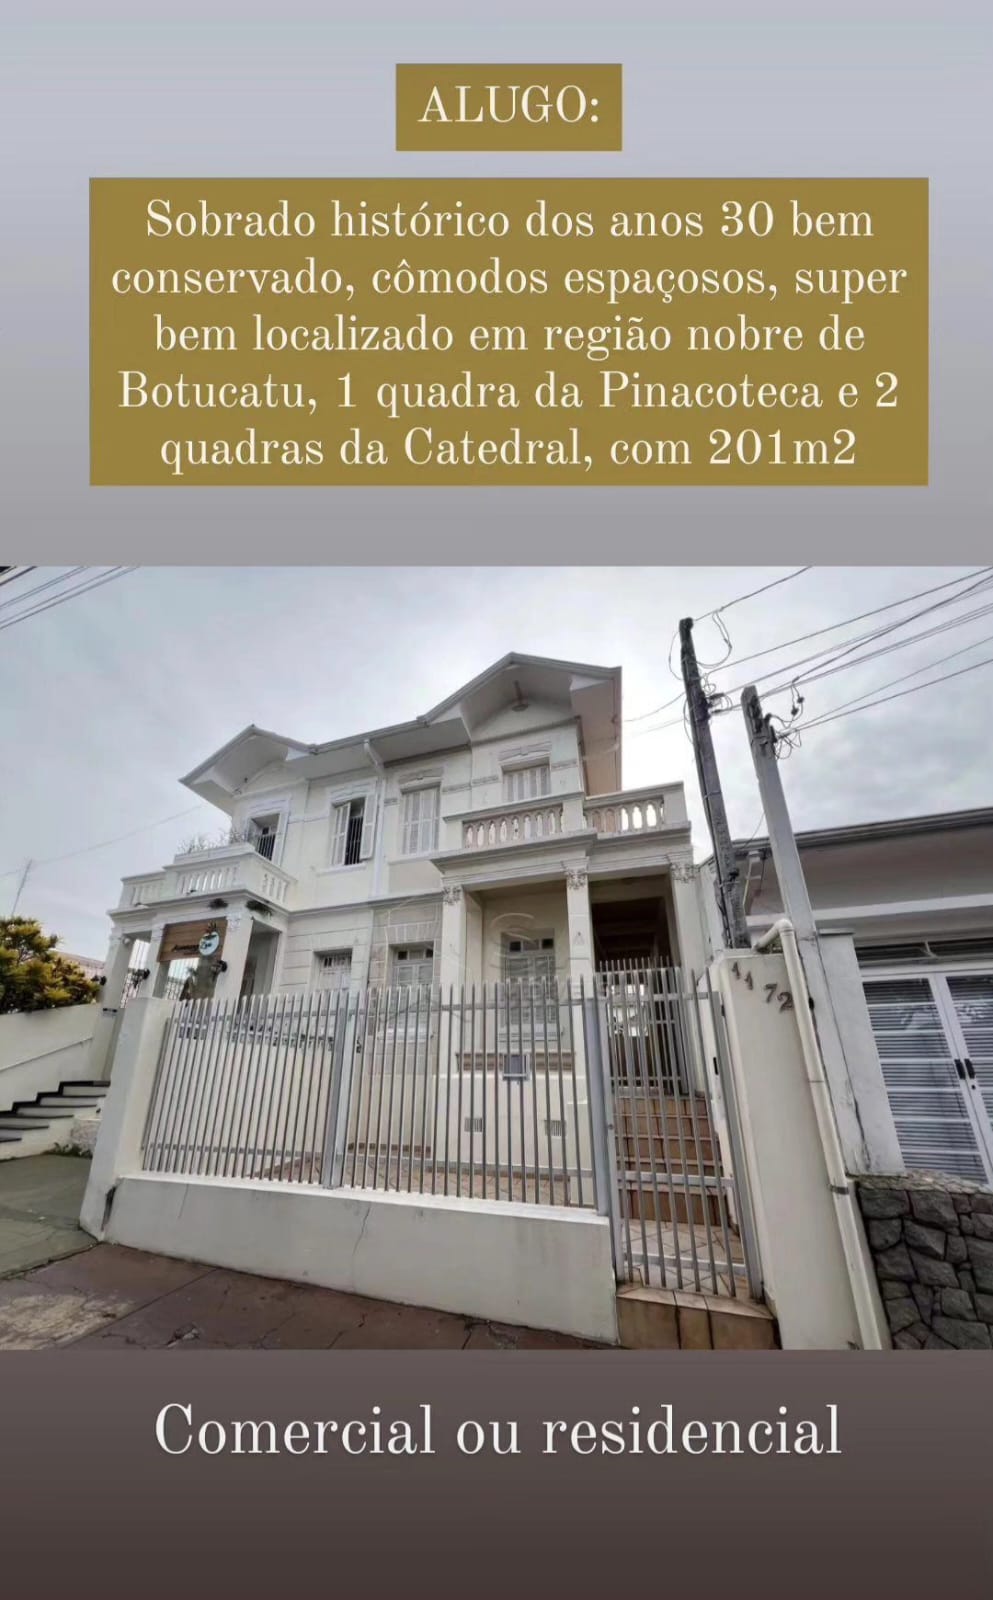 ALUGO:
Sobrado histórico dos anos 30 bem
conservado, cômodos espaçosos, super
bem localizado em região nobre de
Botucatu, 1 quadra da Pinacoteca e 2
quadras da Catedral, com 201m2
1172
Comercial ou residencial